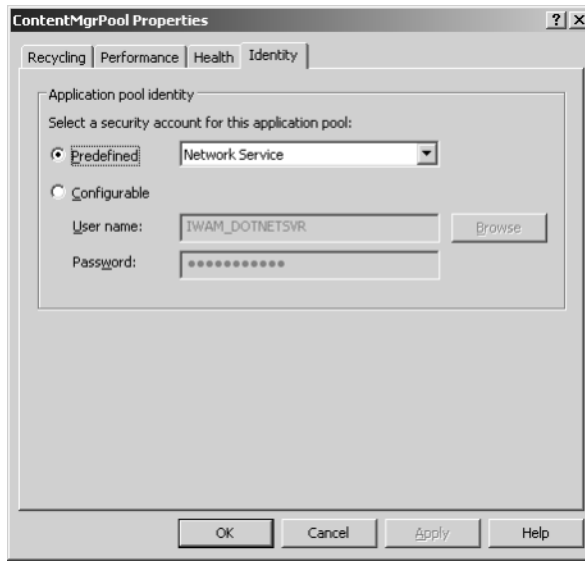 ContentMgrPool Properties
Recycling Performance Health Identity
Application pool identity
Select a security account for this application pool:
Predefined Network Service
Configurable
User name: IWAM_DOTNETSVR Browse
Password: ●●●●●●●●●●●
OK Cancel Apply Help